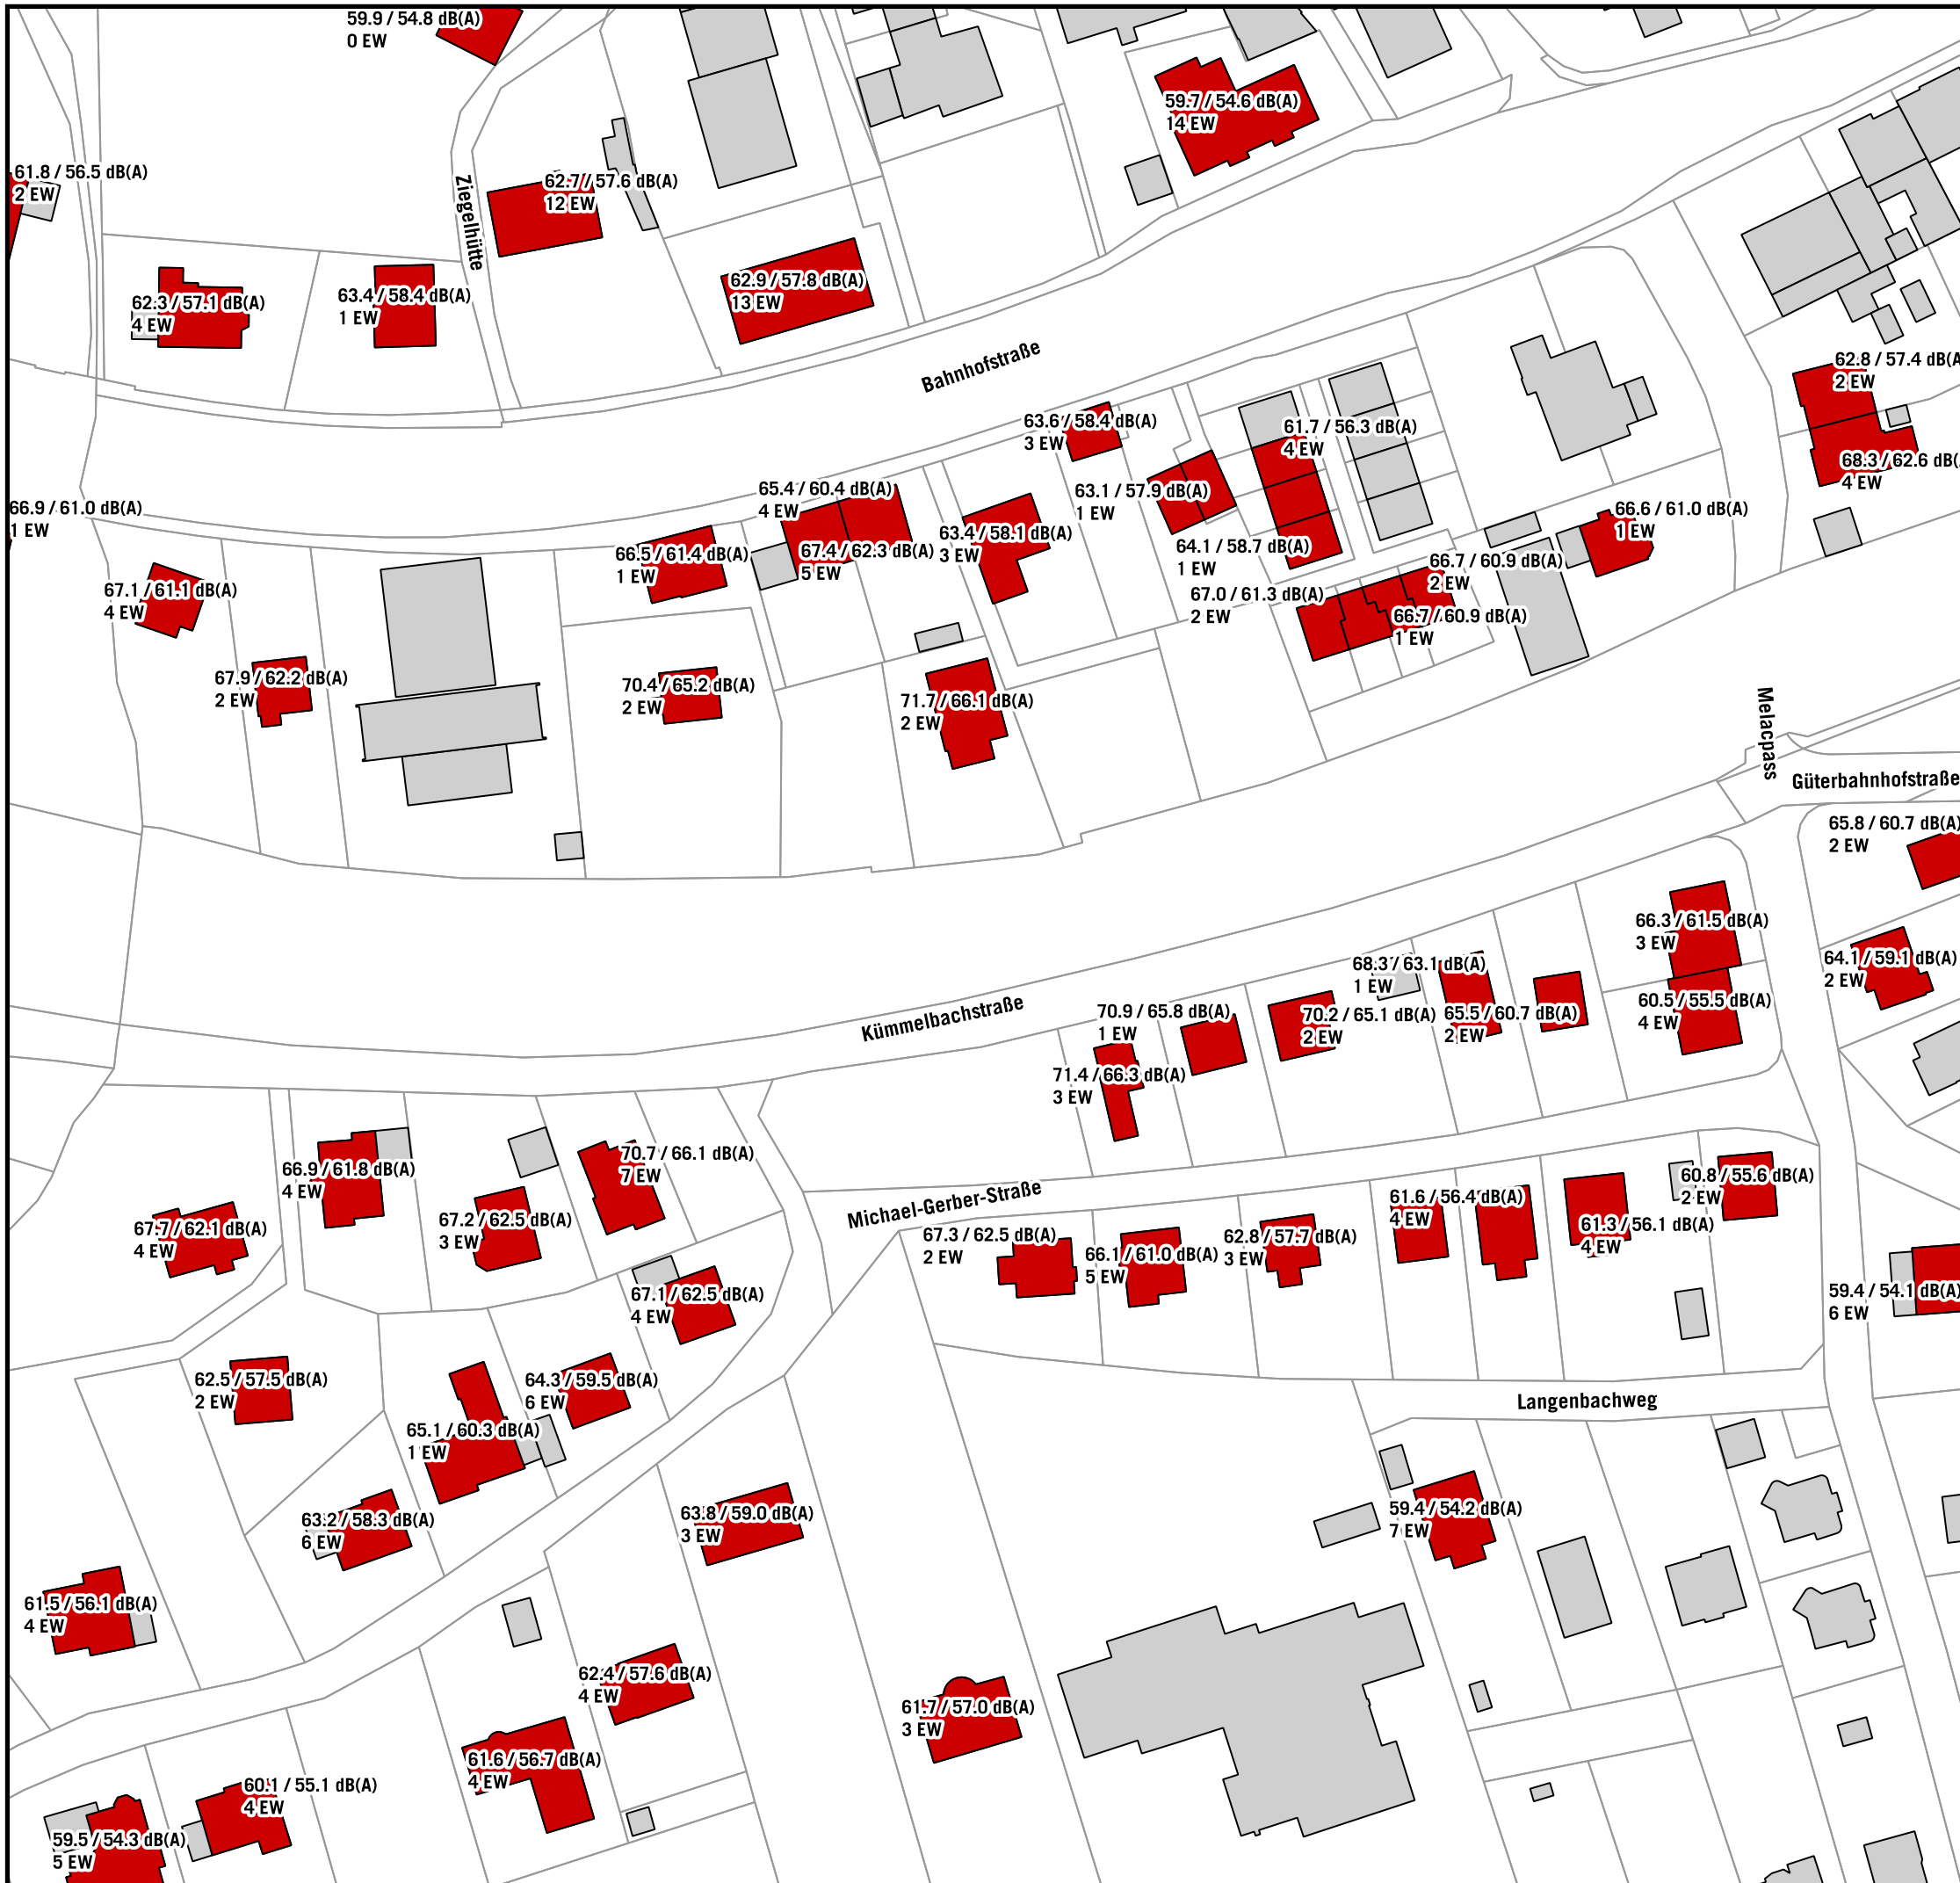 59.9 / 54.8 dB(A)
0 EW
59.7 / 54.6 dB(A)
14 EW
61.8 / 56.5 dB(A)
2 EW
Ziegelhütte
62.7 / 57.6 dB(A)
12 EW
62.3 / 57.1 dB(A)
4 EW
63.4 / 58.4 dB(A)
1 EW
62.9 / 57.8 dB(A)
13 EW
Bahnhofstraße
62.8 / 57.4 dB(A
2 EW
63.6 / 58.4 dB(A)
3 EW
61.7 / 56.3 dB(A)
4 EW
68.3 / 62.6 dB(
4 EW
66.9 / 61.0 dB(A)
1 EW
65.4 / 60.4 dB(A)
4 EW
63.1 / 57.9 dB(A)
1 EW
66.6 / 61.0 dB(A)
1 EW
66.5 / 61.4 dB(A)
1 EW
67.4 / 62.3 dB(A)
5 EW
63.4 / 58.1 dB(A)
3 EW
64.1 / 58.7 dB(A)
1 EW
66.7 / 60.9 dB(A)
2 EW
67.1 / 61.1 dB(A)
4 EW
67.0 / 61.3 dB(A)
2 EW
66.7 / 60.9 dB(A)
1 EW
67.9 / 62.2 dB(A)
2 EW
70.4 / 65.2 dB(A)
2 EW
71.7 / 66.1 dB(A)
2 EW
Melacpass
Güterbahnhofstraße
65.8 / 60.7 dB(A)
2 EW
66.3 / 61.5 dB(A)
3 EW
64.1 / 59.1 dB(A)
2 EW
68.3 / 63.1 dB(A)
1 EW
60.5 / 55.5 dB(A)
4 EW
Kümmelbachstraße
70.9 / 65.8 dB(A)
1 EW
70.2 / 65.1 dB(A)
2 EW
65.5 / 60.7 dB(A)
2 EW
71.4 / 66.3 dB(A)
3 EW
66.9 / 61.8 dB(A)
4 EW
70.7 / 66.1 dB(A)
7 EW
60.8 / 55.6 dB(A)
2 EW
Michael-Gerber-Straße
61.6 / 56.4 dB(A)
4 EW
67.7 / 62.1 dB(A)
4 EW
67.2 / 62.5 dB(A)
3 EW
67.3 / 62.5 dB(A)
2 EW
66.1 / 61.0 dB(A)
5 EW
62.8 / 57.7 dB(A)
3 EW
61.3 / 56.1 dB(A)
4 EW
67.1 / 62.5 dB(A)
4 EW
59.4 / 54.1 dB(A)
6 EW
62.5 / 57.5 dB(A)
2 EW
64.3 / 59.5 dB(A)
6 EW
Langenbachweg
65.1 / 60.3 dB(A)
1 EW
63.2 / 58.3 dB(A)
6 EW
63.8 / 59.0 dB(A)
3 EW
59.4 / 54.2 dB(A)
7 EW
61.5 / 56.1 dB(A)
4 EW
62.4 / 57.6 dB(A)
4 EW
61.7 / 57.0 dB(A)
3 EW
61.6 / 56.7 dB(A)
4 EW
60.1 / 55.1 dB(A)
4 EW
59.5 / 54.3 dB(A)
5 EW